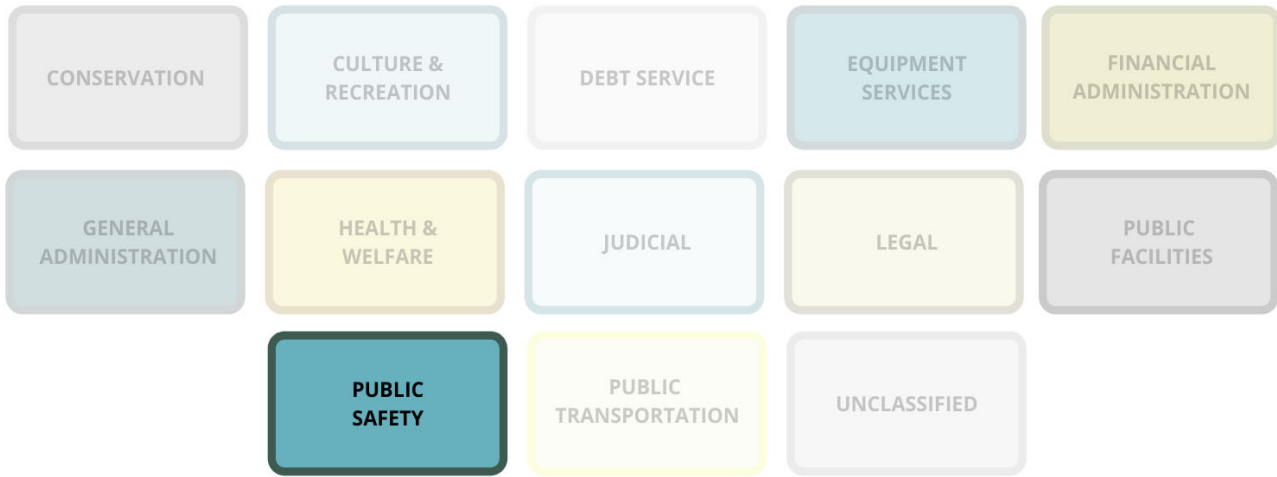 CONSERVATION
CULTURE &
RECREATION
DEBT SERVICE
EQUIPMENT
SERVICES
FINANCIAL
ADMINISTRATION
GENERAL
ADMINISTRATION
HEALTH &
WELFARE
JUDICIAL
LEGAL
PUBLIC
FACILITIES
PUBLIC
SAFETY
PUBLIC
TRANSPORTATION
UNCLASSIFIED